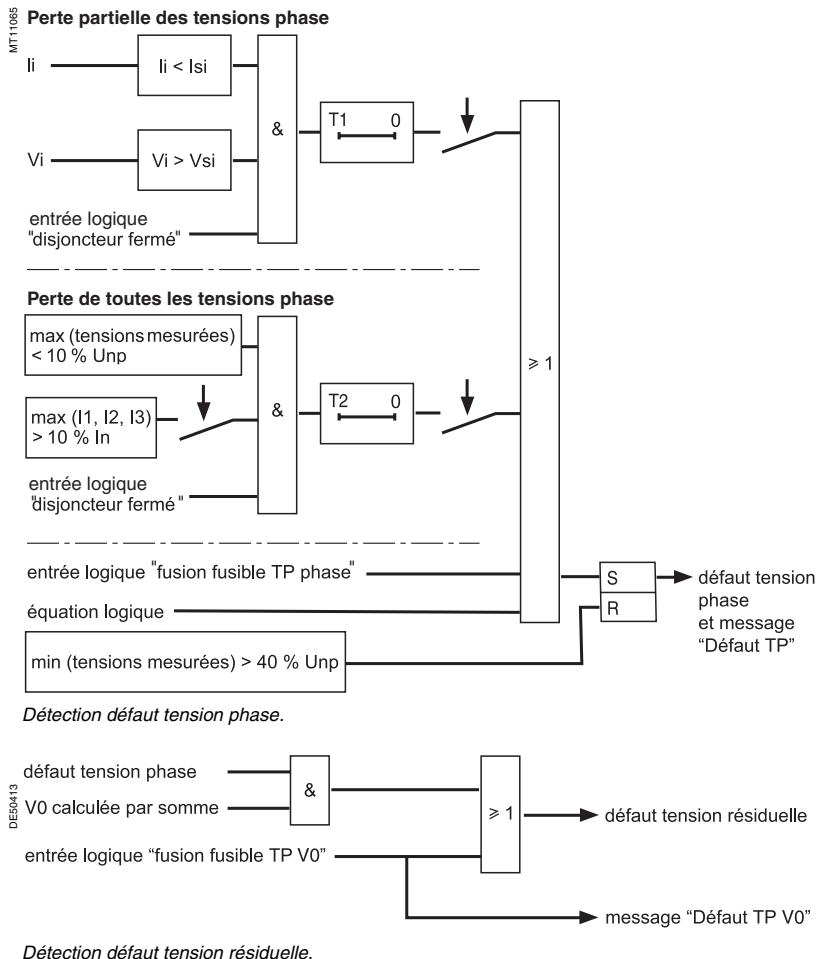 MT11065
Perte partielle des tensions phase
Ii
Ii < Isi
&
T1 0
Vi
Vi > Vsi
entrée logique
"disjoncteur fermé"
Perte de toutes les tensions phase
max (tensions mesurées)
< 10 % Unp
≥ 1
max (I1, I2, I3)
> 10 % In
&
T2 0
entrée logique
"disjoncteur fermé"
entrée logique "fusion fusible TP phase"
S
défaut tension
phase
et message
"Défaut TP"
équation logique
R
min (tensions mesurées) > 40 % Unp
Détection défaut tension phase.
DE50413
défaut tension phase
&
V0 calculée par somme
≥ 1
défaut tension résiduelle
entrée logique “fusion fusible TP V0”
message “Défaut TP V0”
Détection défaut tension résiduelle.